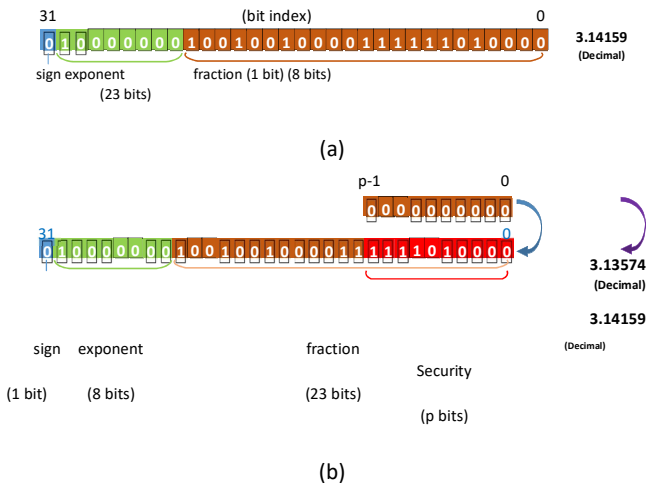 31 (bit index) 0
0 1 0 0 0 0 0 0 0 1 0 0 1 0 0 1 0 0 0 0 1 1 1 1 1 1 0 1 0 0 0 0
3.14159
(Decimal)
sign exponent fraction (1 bit) (8 bits)
(23 bits)
(a)
p-1 0
0 0 0 0 0 0 0 0 0 0
31 0
0 1 0 0 0 0 0 0 0 1 0 0 1 0 0 1 0 0 0 0 1 1 1 1 1 1 0 1 0 0 0 0
3.13574
(Decimal)
3.14159
sign exponent fraction (Decimal)
Security
(1 bit) (8 bits) (23 bits)
(p bits)
(b)